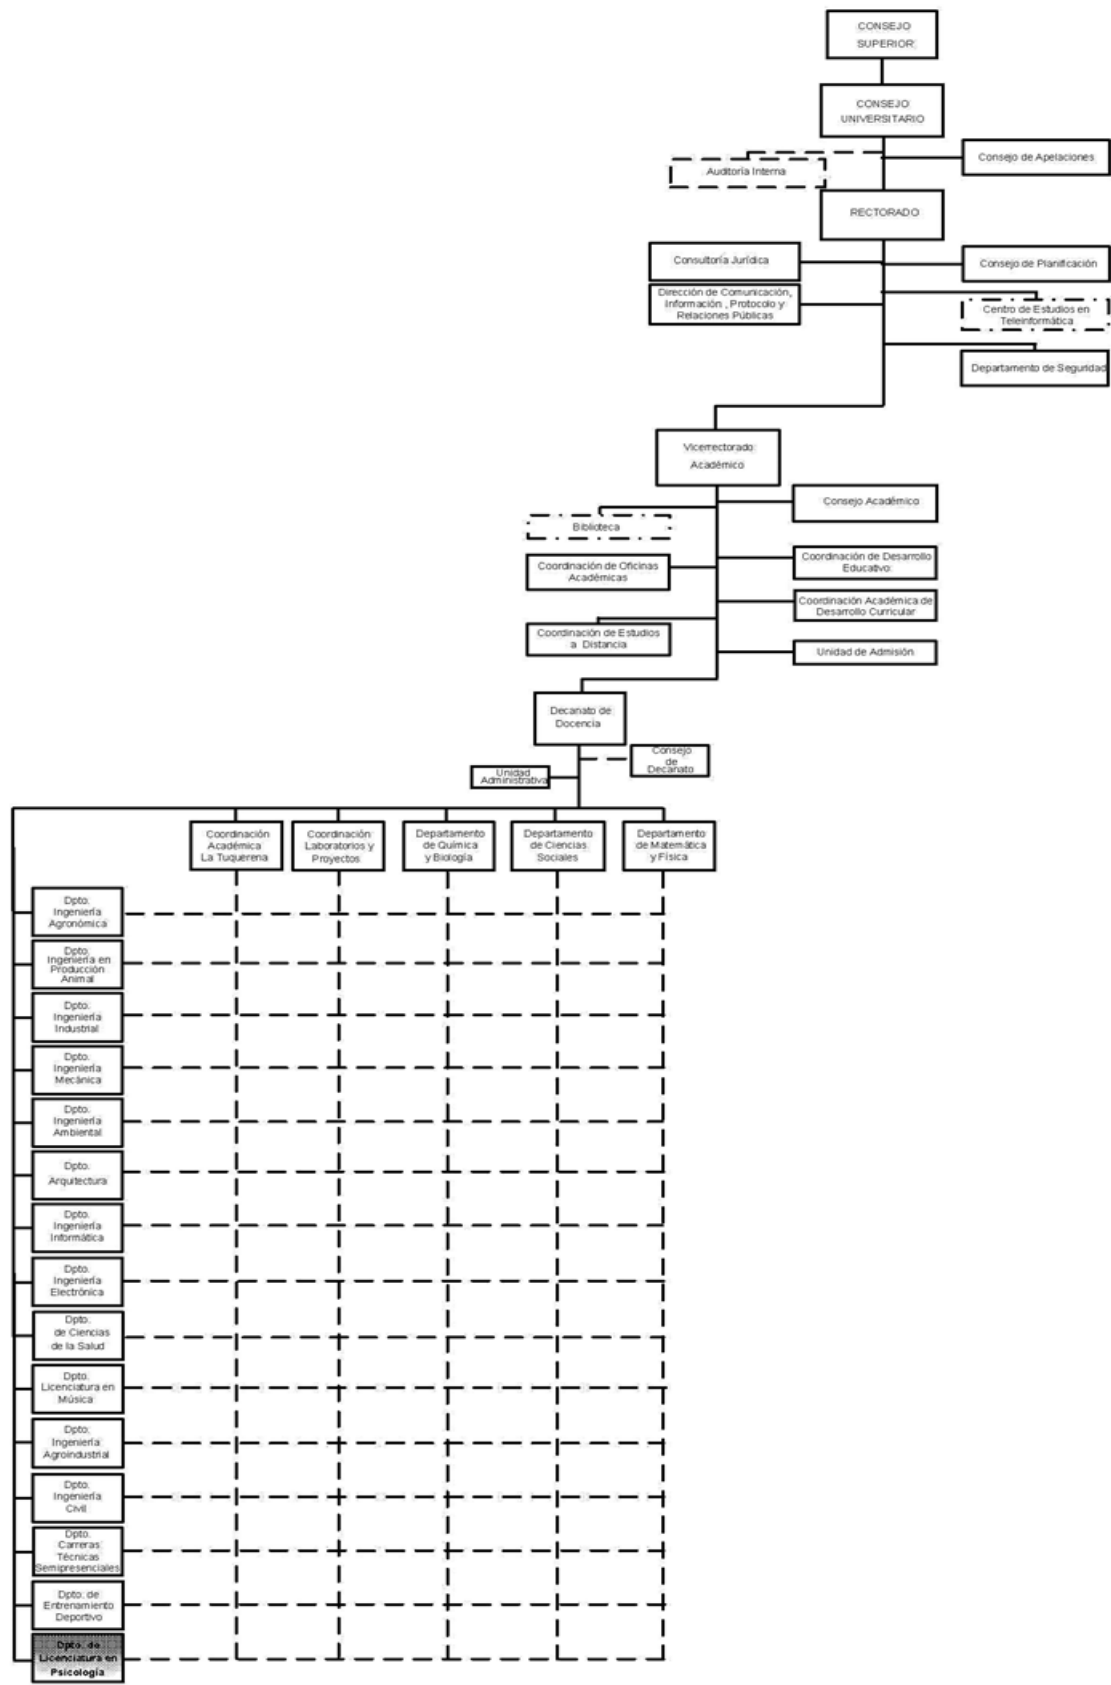 CONSEJO
SUPERIOR
CONSEJO
UNIVERSITARIO
Auditoría Interna
Consejo de Apelaciones
RECTORADO
Consultoría Jurídica
Consejo de Planificación
Dirección de Comunicación,
Información , Protocolo y
Relaciones Públicas
Centro de Estudios en
Teleinformática
Departamento de Seguridad
Vicerrectorado
Académico
Consejo Académico
Biblioteca
Coordinación de Oficinas
Académicas
Coordinación de Desarrollo
Educativo
Coordinación Académica de
Desarrollo Curricular
Coordinación de Estudios
a Distancia
Unidad de Admisión
Decanato de
Docencia
Consejo
de
Decanato
Unidad
Administrativa
Coordinación
Académica
La Tuquerena
Coordinación
Laboratorios y
Proyectos
Departamento
de Química
y Biología
Departamento
de Ciencias
Sociales
Departamento
de Matemática
y Física
Dpto.
Ingeniería
Agronómica
Dpto.
Ingeniería en
Producción
Animal
Dpto.
Ingeniería
Industrial
Dpto.
Ingeniería
Mecánica
Dpto.
Ingeniería
Ambiental
Dpto.
Arquitectura
Dpto.
Ingeniería
Informática
Dpto.
Ingeniería
Electrónica
Dpto.
de Ciencias
de la Salud
Dpto.
Licenciatura en
Música
Dpto.
Ingeniería
Agroindustrial
Dpto.
Ingeniería
Civil
Dpto.
Carreras
Técnicas
Semipresenciales
Dpto. de
Entrenamiento
Deportivo
Dpto. de
Licenciatura en
Psicología